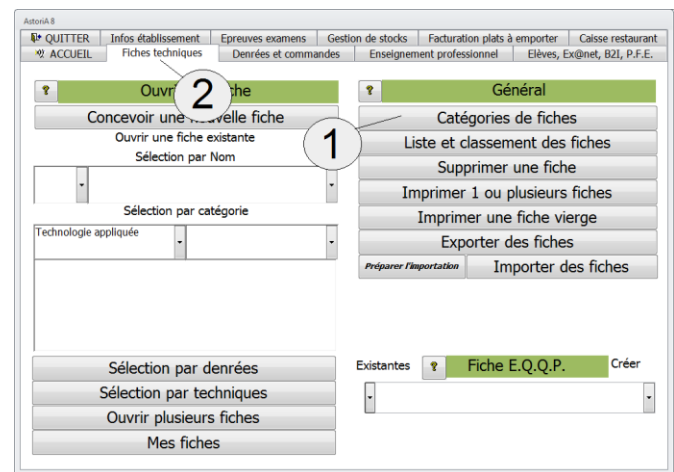 AstoriA 8
QUITTER Infos établissement Epreuves examens Gestion de stocks Facturation plats à emporter Caisse restaurant
ACCUEIL Fiches techniques Denrées et commandes Enseignement professionnel Elèves, Ex@net, B2I, P.F.E.
? Ouvrir che
2
Concevoir une nouvelle fiche
Ouvrir une fiche existante
Sélection par Nom
Sélection par catégorie
Technologie appliquée
Sélection par denrées
Sélection par techniques
Ouvrir plusieurs fiches
Mes fiches
? Général
1
Catégories de fiches
Liste et classement des fiches
Supprimer une fiche
Imprimer 1 ou plusieurs fiches
Imprimer une fiche vierge
Exporter des fiches
Préparer l'importation Importer des fiches
Existantes ? Fiche E.Q.Q.P. Créer